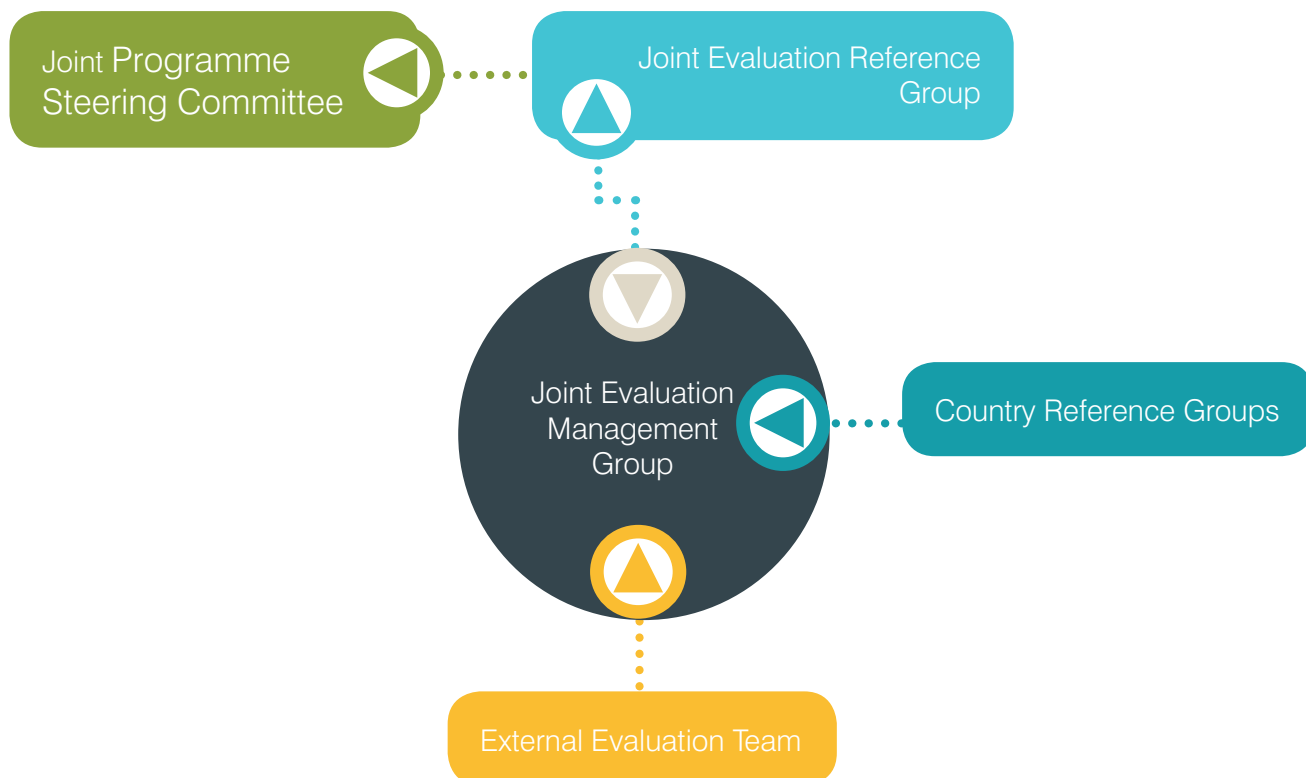 Joint Programme
Steering Committee
Joint Evaluation Reference
Group
Joint Evaluation
Management
Group
Country Reference Groups
External Evaluation Team